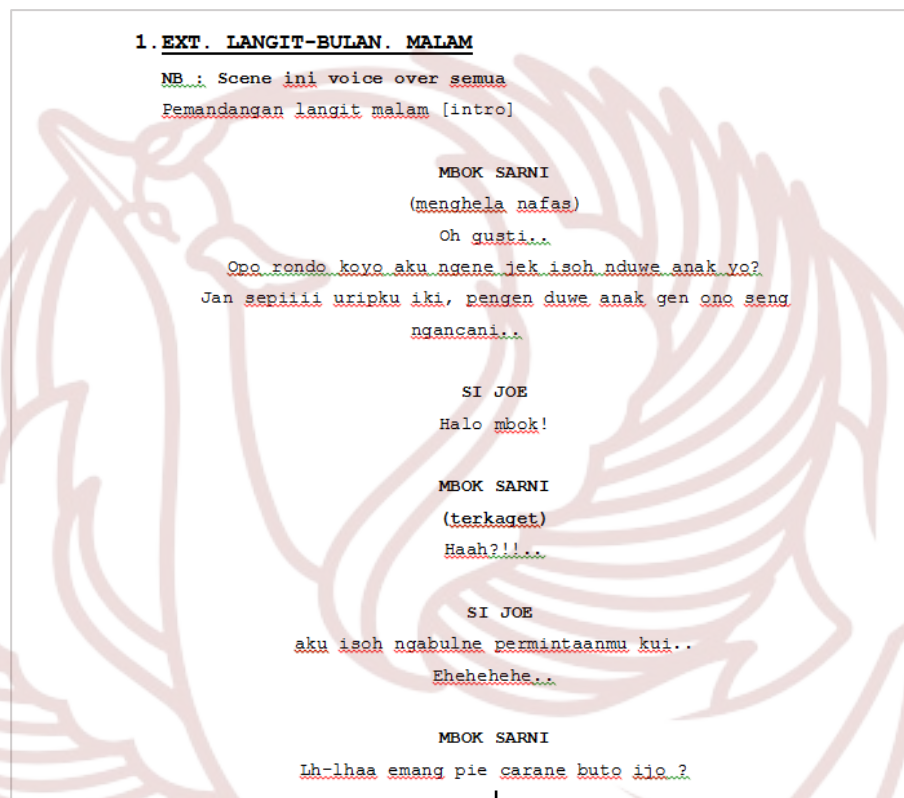 1. EXT. LANGIT-BULAN. MALAM
NB : Scene ini voice over semua
Pemandangan langit malam [intro]
MBOK SARNI
(menghela nafas)
Oh gusti..
Opo rondo koyo aku ngene jek isoh nduwe anak yo?
Jan sepiiii uripku iki, pengen duwe anak gen ono seng
ngancani..
SI JOE
Halo mbok!
MBOK SARNI
(terkaget)
Haah?!!..
SI JOE
aku isoh ngabulne permintaanmu kui..
Ehehehehe..
MBOK SARNI
Lh-lhaa emang pie carane buto ijo ?